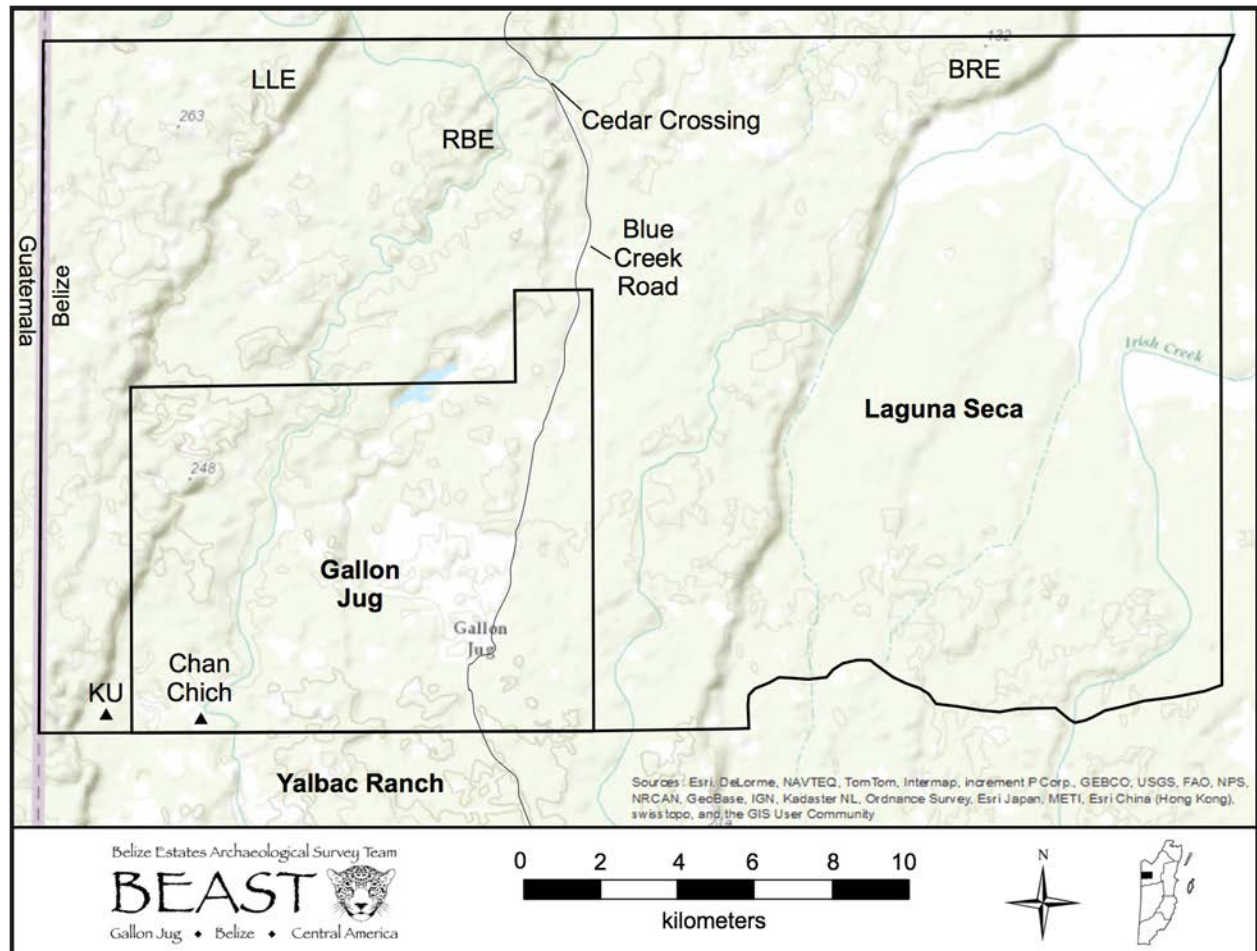 132
LLE
BRE
263
Cedar Crossing
RBE
Blue
Creek
Road
Guatemala
Belize
Irish Creek
Laguna Seca
248
Gallon
Jug
Gallon
Jug
Chan
Chich
KU
Yalbac Ranch
Sources: Esri, DeLorme, NAVTEQ, TomTom, Intermap, increment P Corp., GEBCO, USGS, FAO, NPS,
NRCAN, GeoBase, IGN, Kadaster NL, Ordnance Survey, Esri Japan, METI, Esri China (Hong Kong),
swisstopo, and the GIS User Community
Belize Estates Archaeological Survey Team
BEAST
Gallon Jug ◆ Belize ◆ Central America
0 2 4 6 8 10
kilometers
N